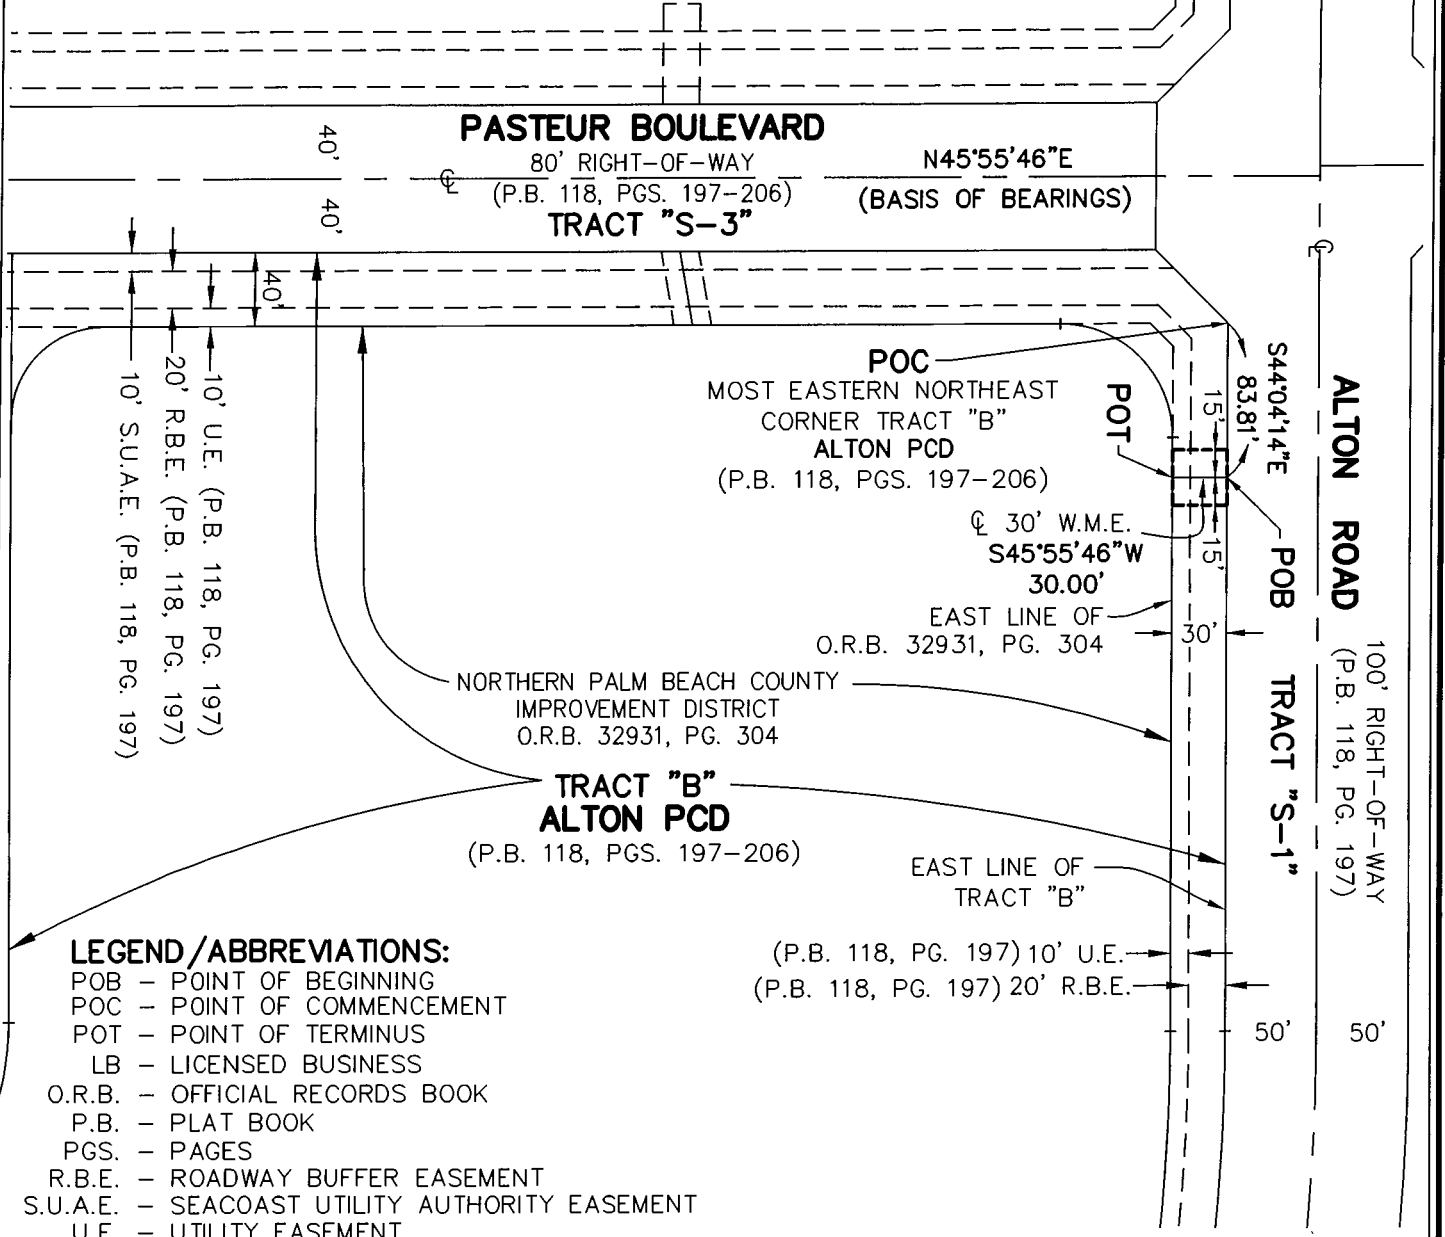 PASTEUR BOULEVARD
80' RIGHT-OF-WAY
(P.B. 118, PGS. 197-206)
TRACT "S-3"
N45°55'46"E
(BASIS OF BEARINGS)
40'
40'
℄
℄
40'
10' U.E. (P.B. 118, PG. 197)
20' R.B.E. (P.B. 118, PG. 197)
10' S.U.A.E. (P.B. 118, PG. 197)
POC
MOST EASTERN NORTHEAST
CORNER TRACT "B"
ALTON PCD
(P.B. 118, PGS. 197-206)
POT
15'
15'
S44°04'14"E
83.81'
POB
ALTON ROAD
100' RIGHT-OF-WAY
(P.B. 118, PG. 197)
TRACT "S-1"
℄ 30' W.M.E.
S45°55'46"W
30.00'
EAST LINE OF
O.R.B. 32931, PG. 304
30'
NORTHERN PALM BEACH COUNTY
IMPROVEMENT DISTRICT
O.R.B. 32931, PG. 304
TRACT "B"
ALTON PCD
(P.B. 118, PGS. 197-206)
EAST LINE OF
TRACT "B"
(P.B. 118, PG. 197) 10' U.E.
(P.B. 118, PG. 197) 20' R.B.E.
50'
50'
LEGEND/ABBREVIATIONS:
POB - POINT OF BEGINNING
POC - POINT OF COMMENCEMENT
POT - POINT OF TERMINUS
LB - LICENSED BUSINESS
O.R.B. - OFFICIAL RECORDS BOOK
P.B. - PLAT BOOK
PGS. - PAGES
R.B.E. - ROADWAY BUFFER EASEMENT
S.U.A.E. - SEACOAST UTILITY AUTHORITY EASEMENT
U.E. - UTILITY EASEMENT